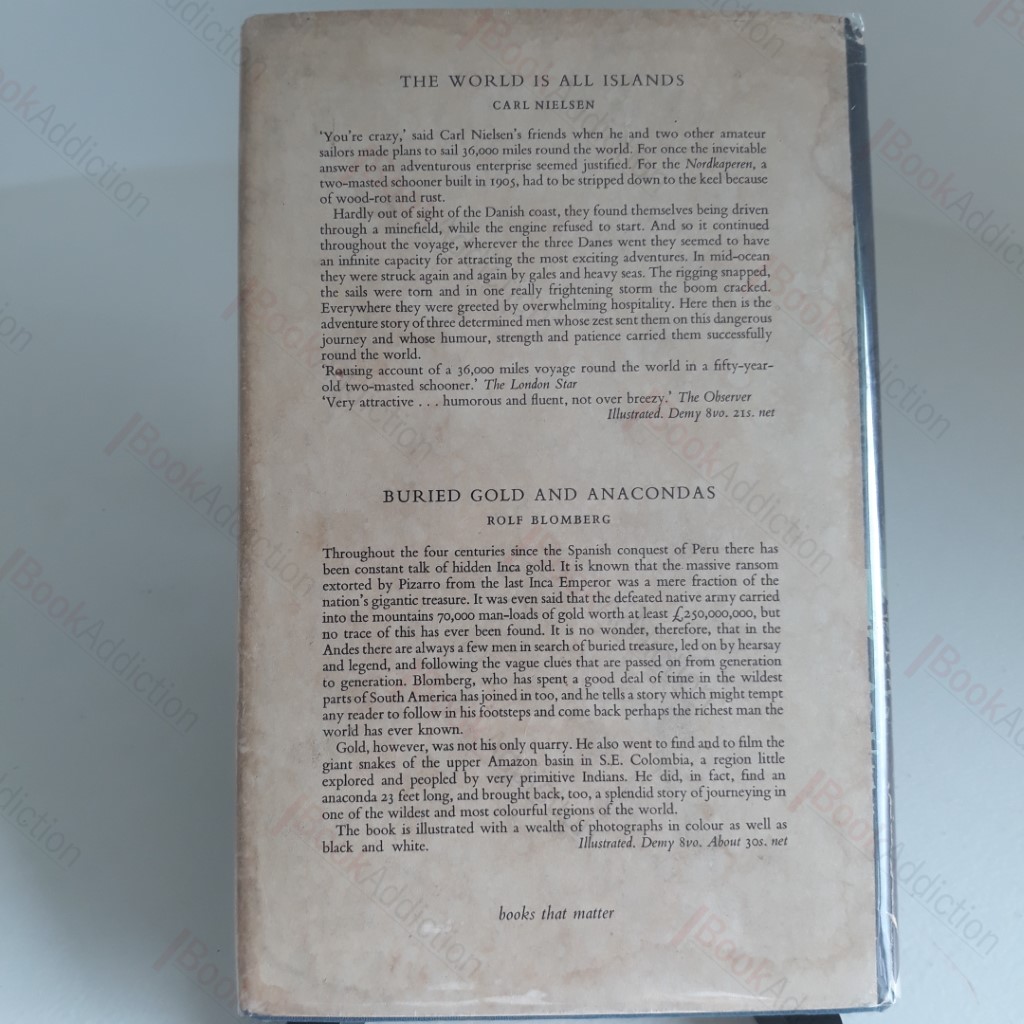 THE WORLD IS ALL ISLANDS
CARL NIELSEN
‘You’re crazy,’ said Carl Nielsen’s friends when he and two other amateur
sailors made plans to sail 36,000 miles round the world. For once the inevitable
answer to an adventurous enterprise seemed justified. For the Nordkaperen, a
two-masted schooner built in 1905, had to be stripped down to the keel because
of wood-rot and rust.
Hardly out of sight of the Danish coast, they found themselves being driven
through a minefield, while the engine refused to start. And so it continued
throughout the voyage, wherever the three Danes went they seemed to have
an infinite capacity for attracting the most exciting adventures. In mid-ocean
they were struck again and again by gales and heavy seas. The rigging snapped,
the sails were torn and in one really frightening storm the boom cracked.
Everywhere they were greeted by overwhelming hospitality. Here then is the
adventure story of three determined men whose zest sent them on this dangerous
journey and whose humour, strength and patience carried them successfully
round the world.
‘Rousing account of a 36,000 miles voyage round the world in a fifty-year-
old two-masted schooner.’ The London Star
‘Very attractive . . . humorous and fluent, not over breezy.’ The Observer
Illustrated. Demy 8vo. 21s. net
BURIED GOLD AND ANACONDAS
ROLF BLOMBERG
Throughout the four centuries since the Spanish conquest of Peru there has
been constant talk of hidden Inca gold. It is known that the massive ransom
extorted by Pizarro from the last Inca Emperor was a mere fraction of the
nation’s gigantic treasure. It was even said that the defeated native army carried
into the mountains 70,000 man-loads of gold worth at least £250,000,000, but
no trace of this has ever been found. It is no wonder, therefore, that in the
Andes there are always a few men in search of buried treasure, led on by hearsay
and legend, and following the vague clues that are passed on from generation
to generation. Blomberg, who has spent a good deal of time in the wildest
parts of South America has joined in too, and he tells a story which might tempt
any reader to follow in his footsteps and come back perhaps the richest man the
world has ever known.
Gold, however, was not his only quarry. He also went to find and to film the
giant snakes of the upper Amazon basin in S.E. Colombia, a region little
explored and peopled by very primitive Indians. He did, in fact, find an
anaconda 23 feet long, and brought back, too, a splendid story of journeying in
one of the wildest and most colourful regions of the world.
The book is illustrated with a wealth of photographs in colour as well as
black and white. Illustrated. Demy 8vo. About 30s. net
books that matter
BookAddiction